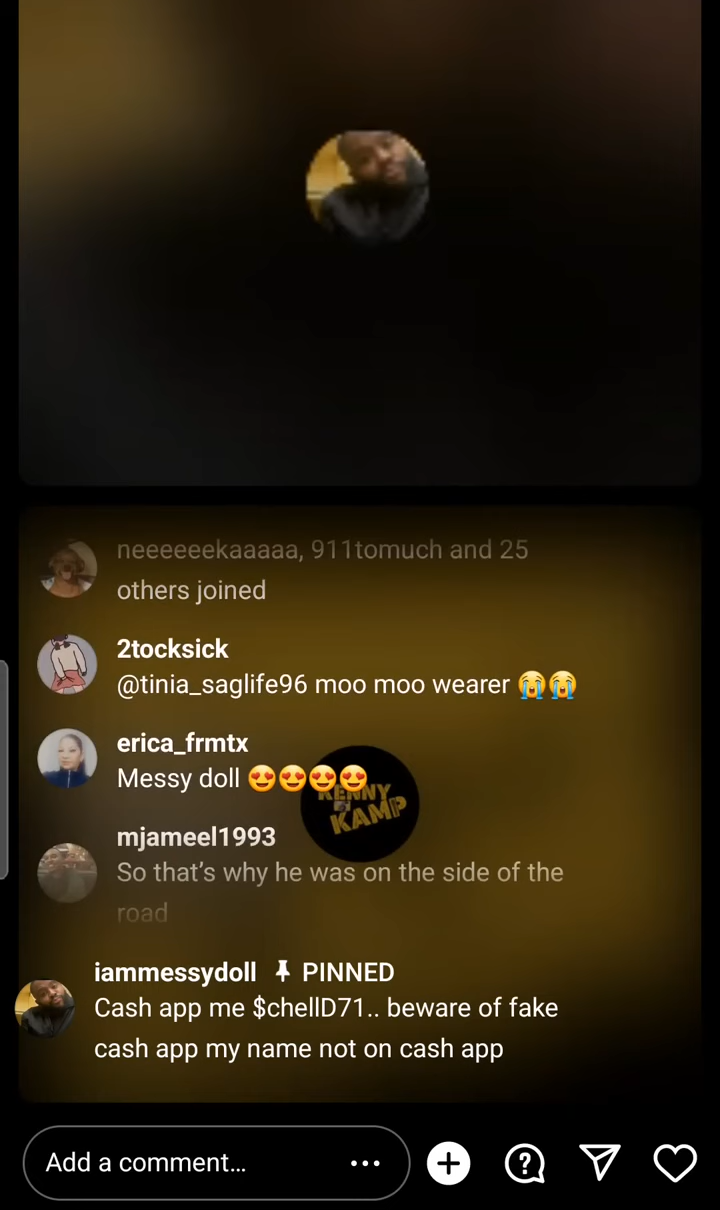 neeeeeekaaaaa, 911tomuch and 25
others joined
2tocksick
@tinia_saglife96 moo moo wearer 😭😭
erica_frmtx
Messy doll 😍😍😍😍
KENNY
KAMP
mjameel1993
So that’s why he was on the side of the
road
iammessydoll 📌 PINNED
Cash app me $chellD71.. beware of fake
cash app my name not on cash app
Add a comment...